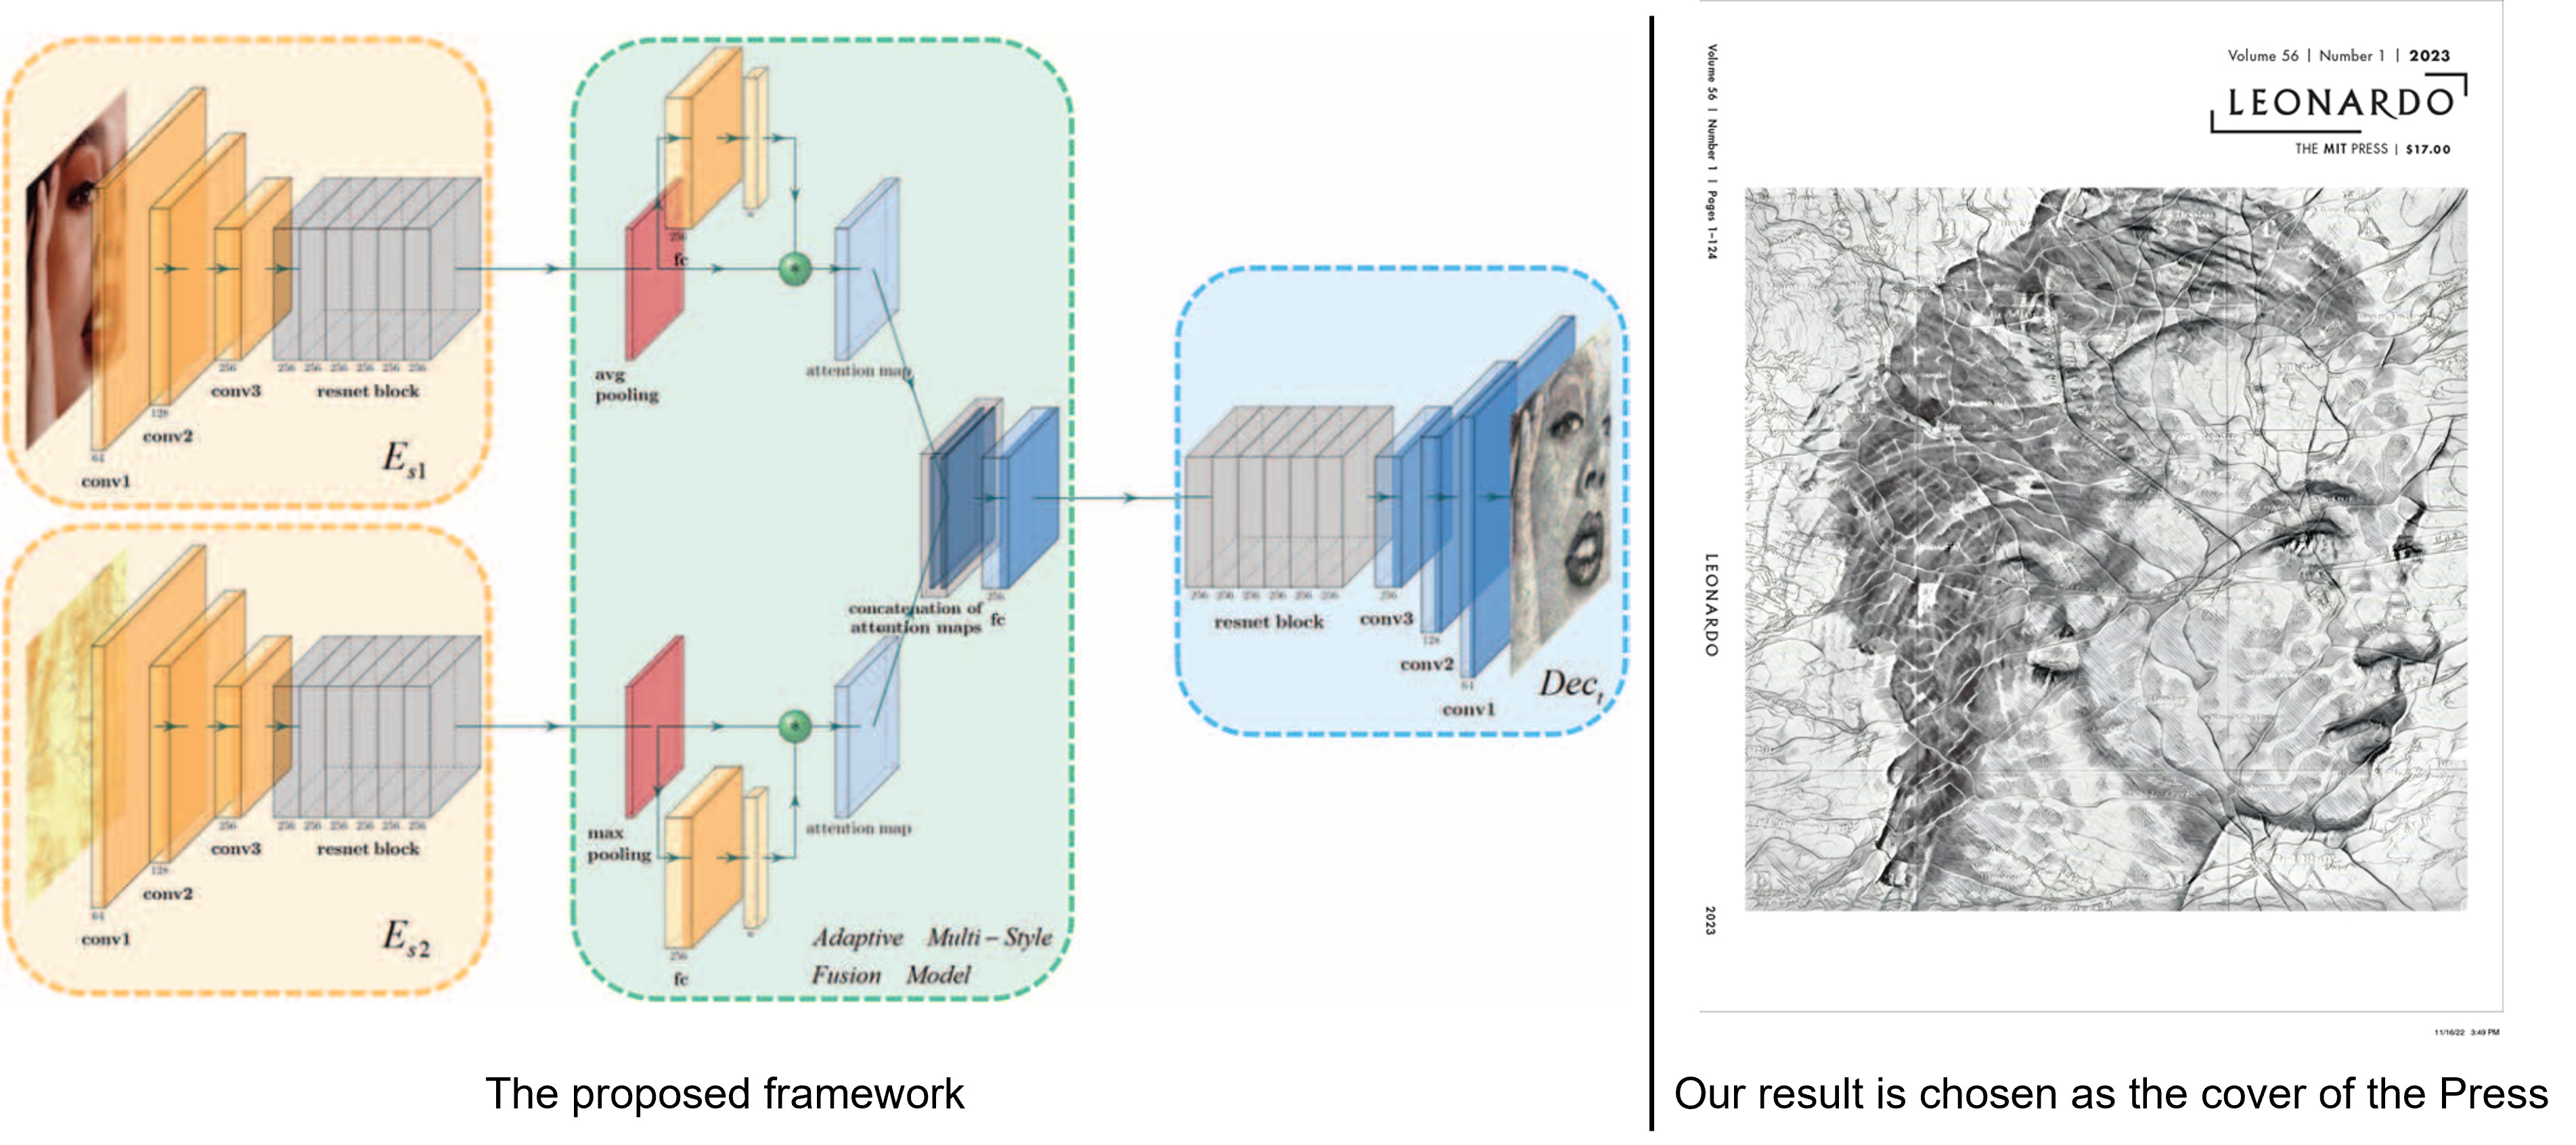 64
conv1
128
conv2
256
conv3
256 256 256 256 256 256
resnet block
E_s1
64
conv1
128
conv2
256
conv3
256 256 256 256 256 256
resnet block
E_s2
256
fc
avg
pooling
*
attention map
concatenation of
attention maps
256
fc
max
pooling
*
attention map
256
fc
Adaptive Multi – Style
Fusion Model
256 256 256 256 256 256
resnet block
256
conv3
128
conv2
64
conv1
Dec_t
The proposed framework
Volume 56 | Number 1 | Pages 1–124
LEONARDO
2023
Volume 56 | Number 1 | 2023
LEONARDO
THE MIT PRESS | $17.00
11/16/22 3:49 PM
Our result is chosen as the cover of the Press